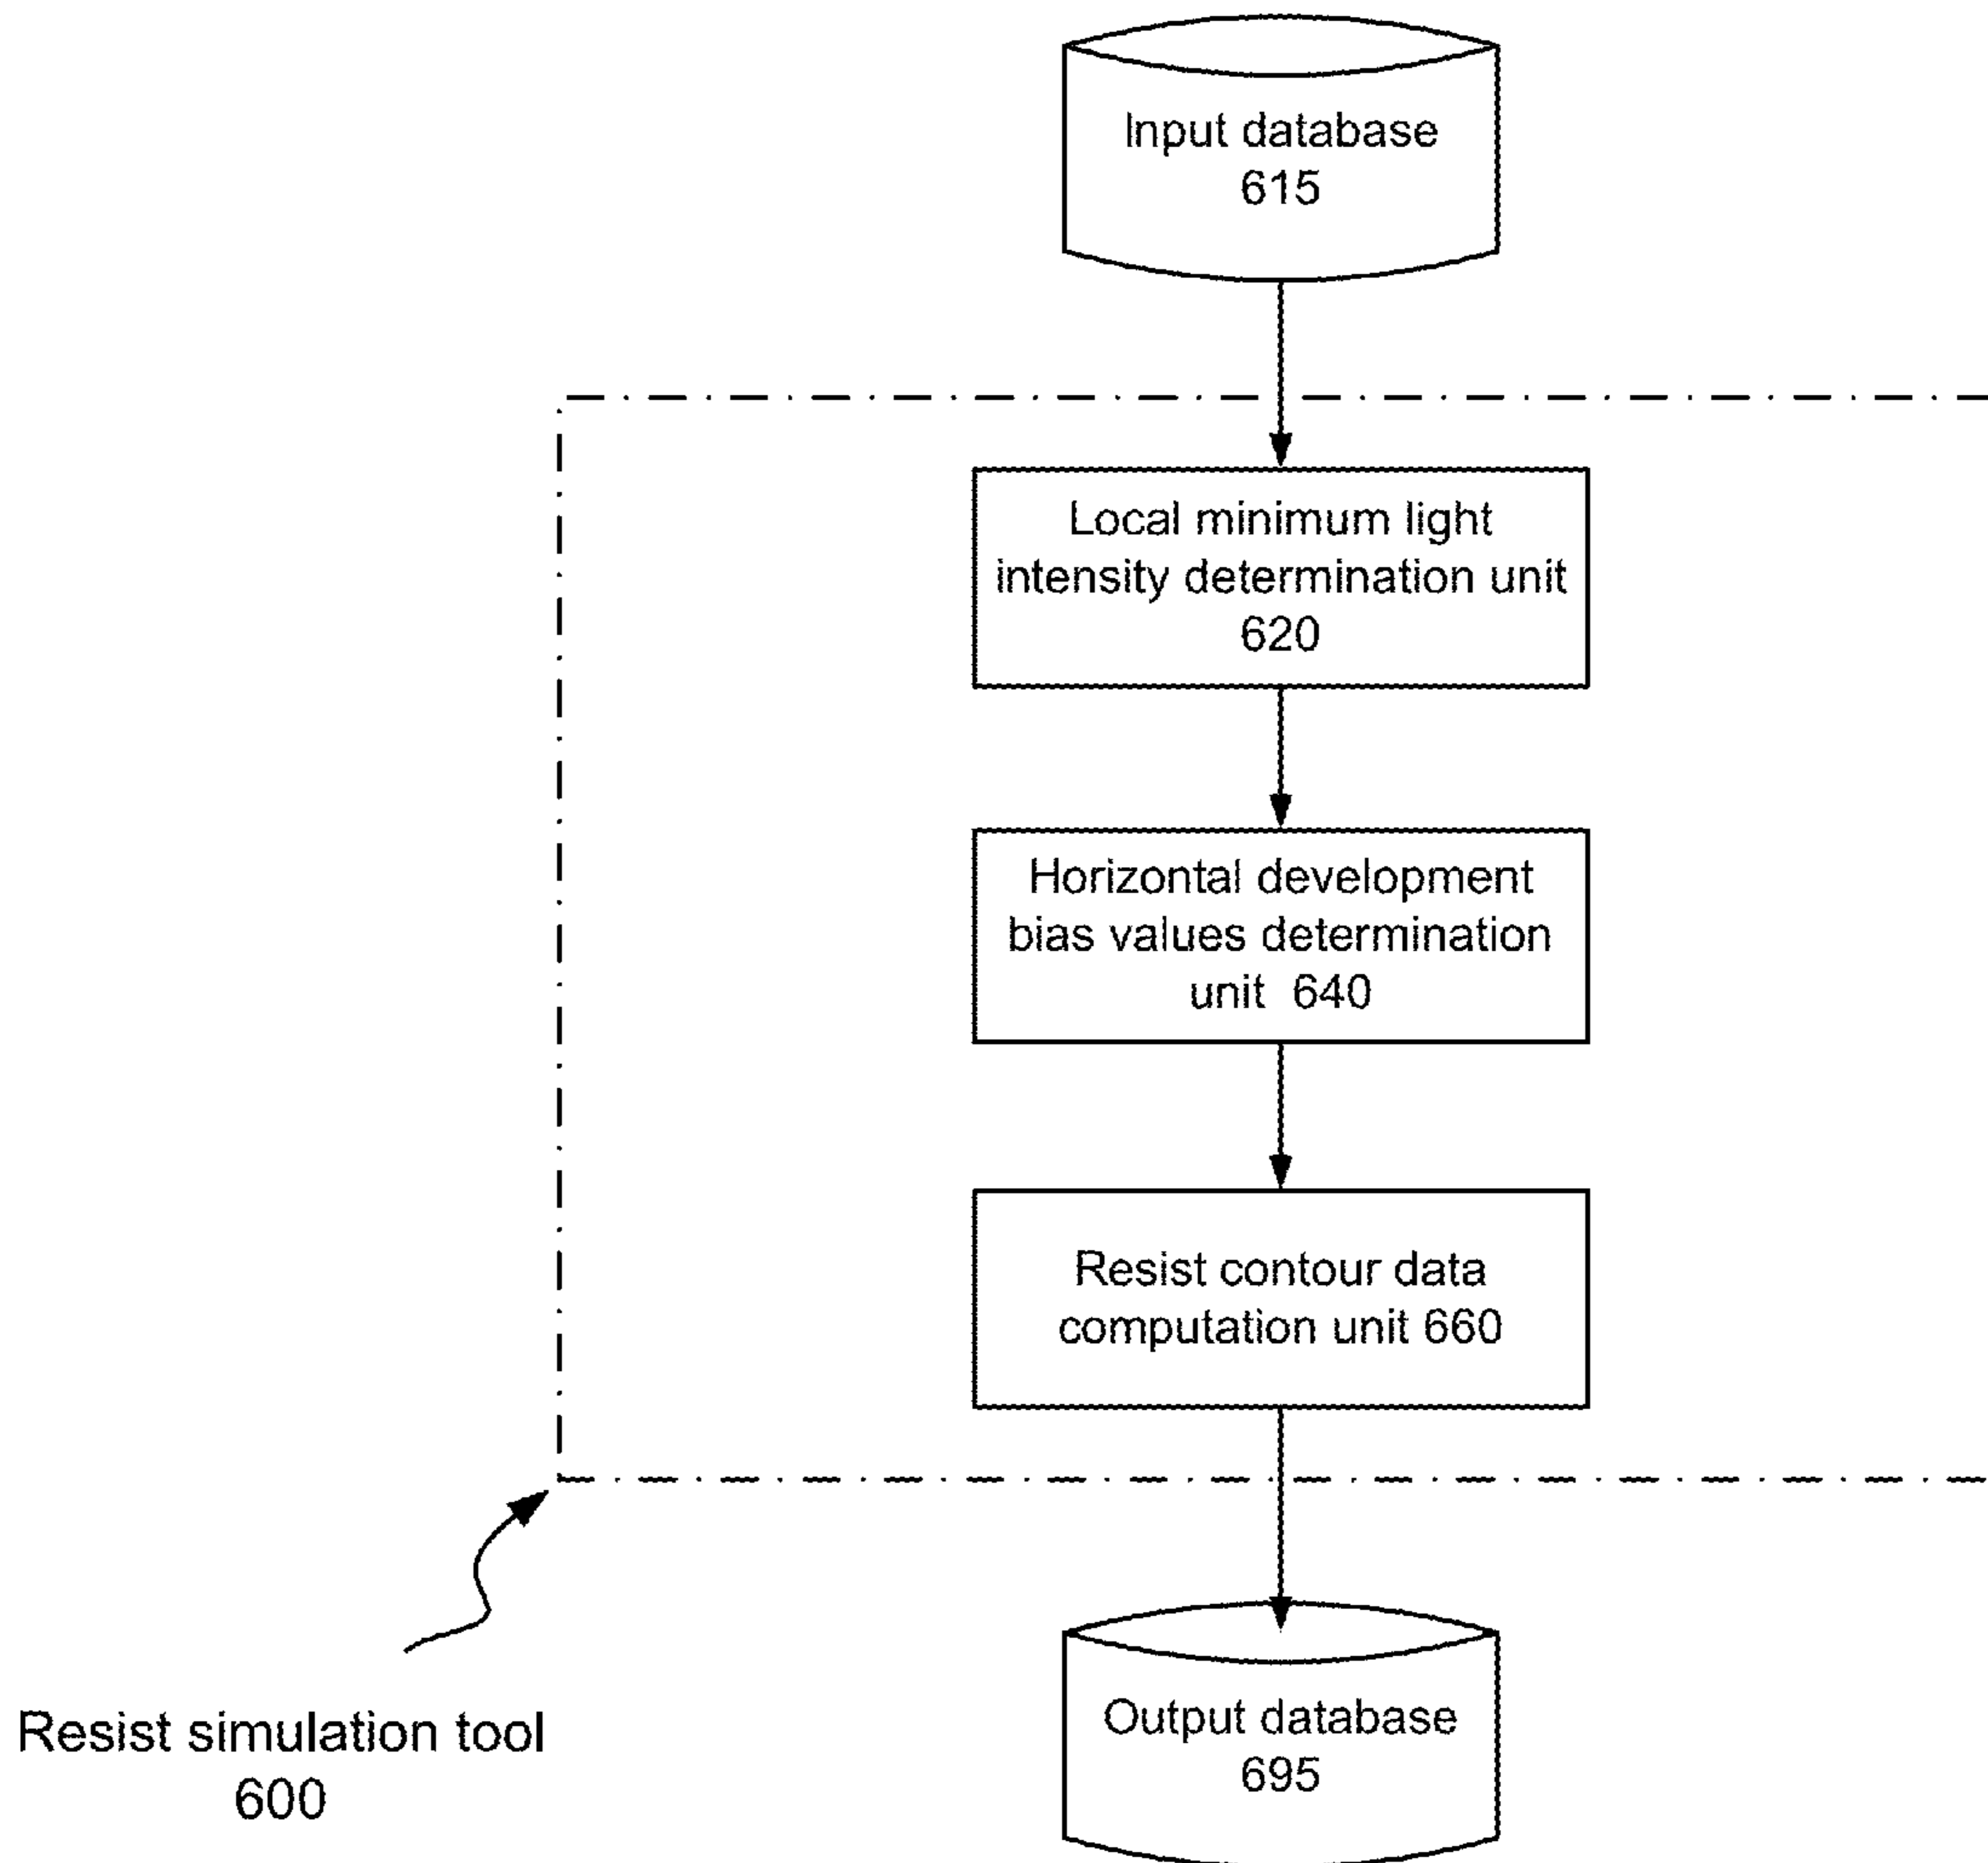 Input database
615
Local minimum light
intensity determination unit
620
Horizontal development
bias values determination
unit 640
Resist contour data
computation unit 660
Output database
695
Resist simulation tool
600